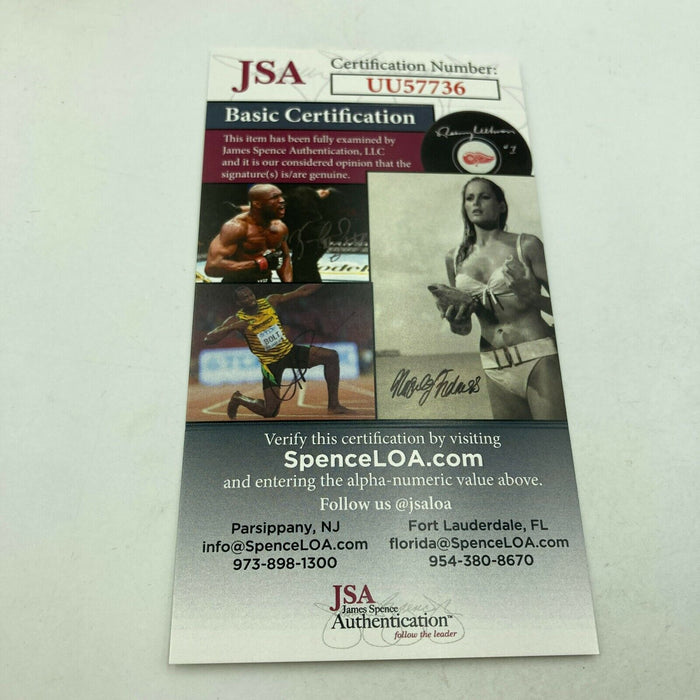 JSA
Certification Number:
UU57736
Basic Certification
This item has been fully examined by
James Spence Authentication, LLC
and it is our considered opinion that the
signature(s) is/are genuine.
#1
BOLT
Verify this certification by visiting
SpenceLOA.com
and entering the alpha-numeric value above.
Follow us @jsaloa
Parsippany, NJ
info@SpenceLOA.com
973-898-1300
Fort Lauderdale, FL
florida@SpenceLOA.com
954-380-8670
JSA
James Spence
Authentication™
follow the leader